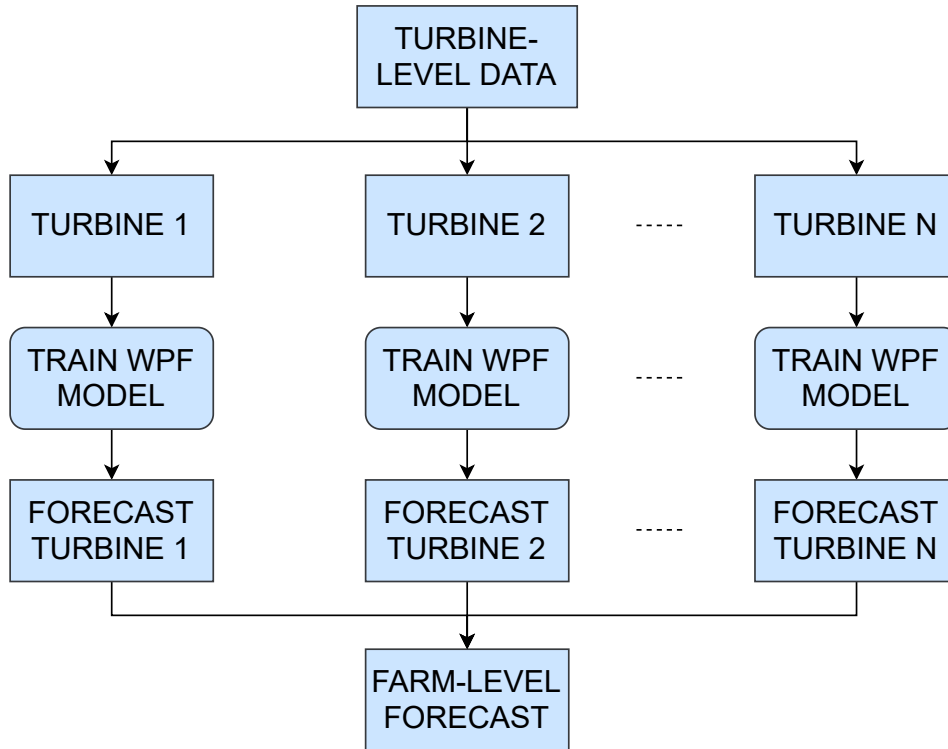 TURBINE-
LEVEL DATA
TURBINE 1
TURBINE 2
TURBINE N
TRAIN WPF
MODEL
TRAIN WPF
MODEL
TRAIN WPF
MODEL
FORECAST
TURBINE 1
FORECAST
TURBINE 2
FORECAST
TURBINE N
FARM-LEVEL
FORECAST